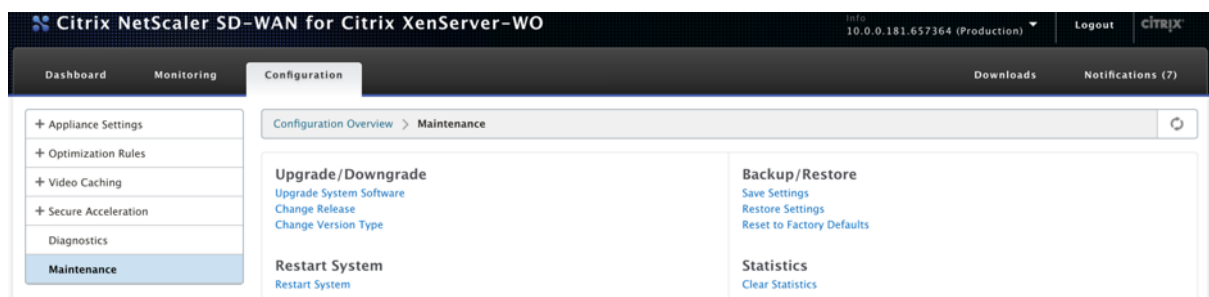 Citrix NetScaler SD-WAN for Citrix XenServer-WO
Info
10.0.0.181.657364 (Production)
Logout
CITRIX
Dashboard
Monitoring
Configuration
Downloads
Notifications (7)
+ Appliance Settings
+ Optimization Rules
+ Video Caching
+ Secure Acceleration
Diagnostics
Maintenance
Configuration Overview > Maintenance
Upgrade/Downgrade
Upgrade System Software
Change Release
Change Version Type
Restart System
Restart System
Backup/Restore
Save Settings
Restore Settings
Reset to Factory Defaults
Statistics
Clear Statistics